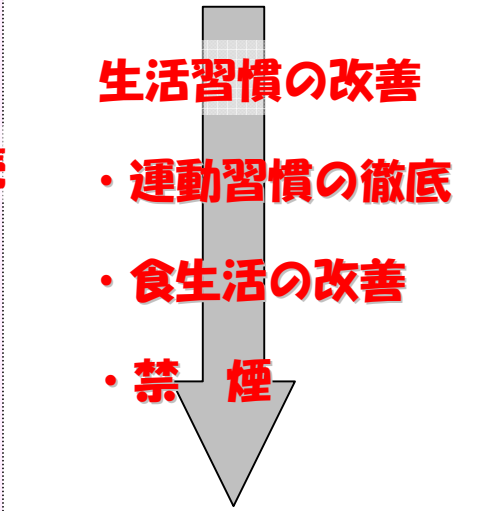 生活習慣の改善
・運動習慣の徹底
・食生活の改善
・禁　煙